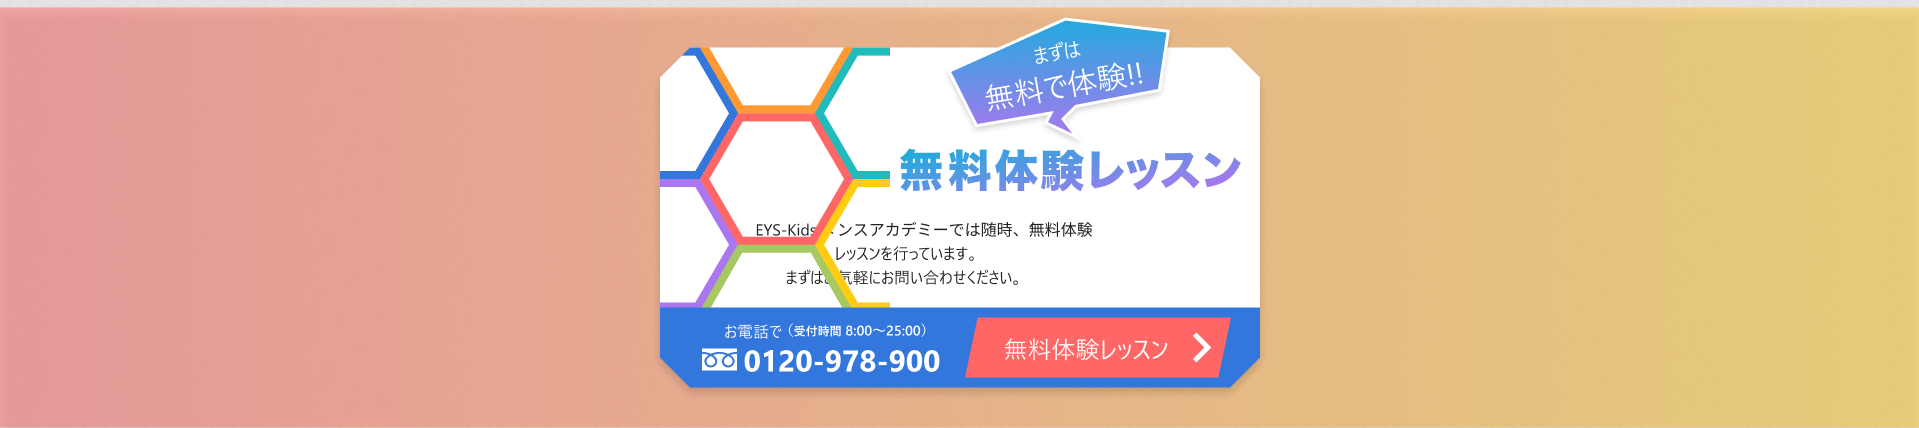 まずは
無料で体験!!
無料体験レッスン
EYS-Kids ンスアカデミーでは随時、無料体験
レッスンを行っています。
まずは 気軽にお問い合わせください。
お電話で（受付時間 8:00〜25:00）
0120-978-900
無料体験レッスン